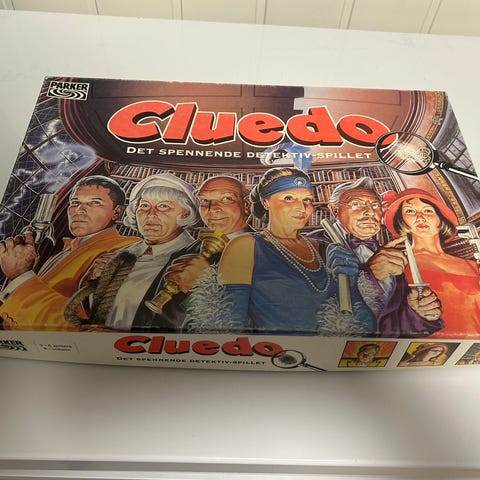 PARKER
Cluedo
DET SPENNENDE DETEKTIV-SPILLET
PARKER
Cluedo
DET SPENNENDE DETEKTIV-SPILLET